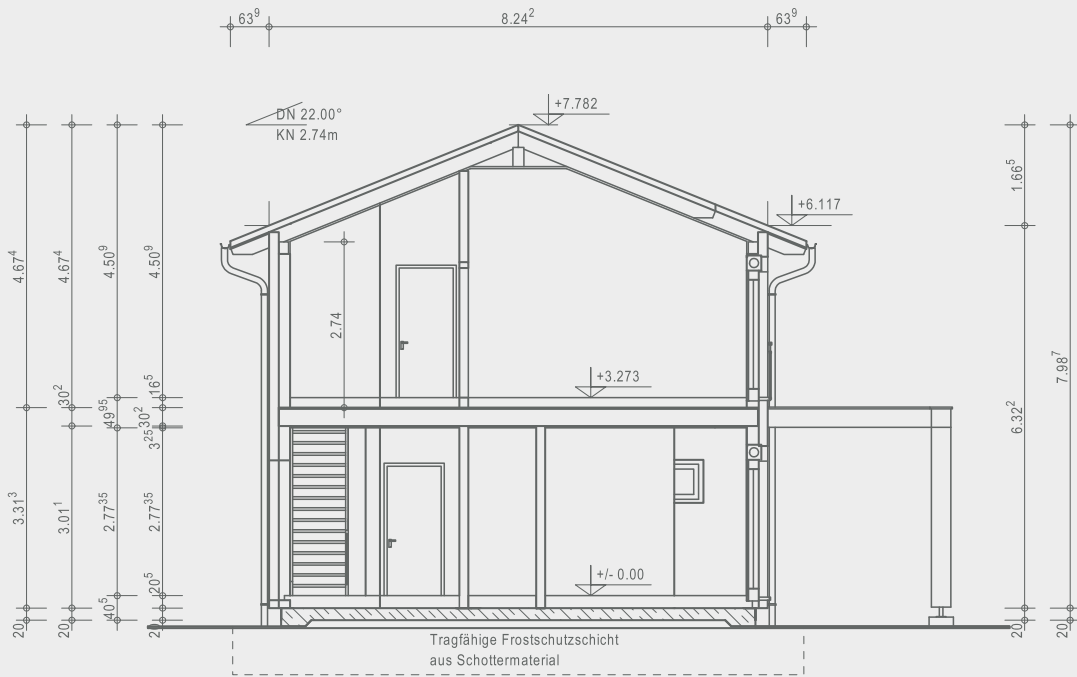 63⁹ 8.24² 63⁹
DN 22.00°
KN 2.74m
+7.782
+6.117
1.66⁵
4.67⁴ 4.67⁴ 4.50⁹ 4.50⁹
2.74
7.98⁷
6.32²
+3.273
30² 16⁵
49⁹⁵ 30²
3²⁵
3.31³ 3.01¹ 2.77³⁵ 2.77³⁵
+/- 0.00
40⁵ 20⁵
20 20 20 20
Tragfähige Frostschutzschicht
aus Schottermaterial